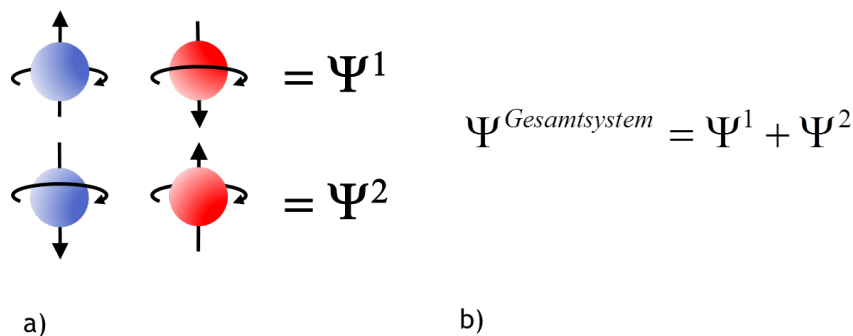 = Ψ¹
= Ψ²
a)
Ψ^Gesamtsystem = Ψ¹ + Ψ²
b)